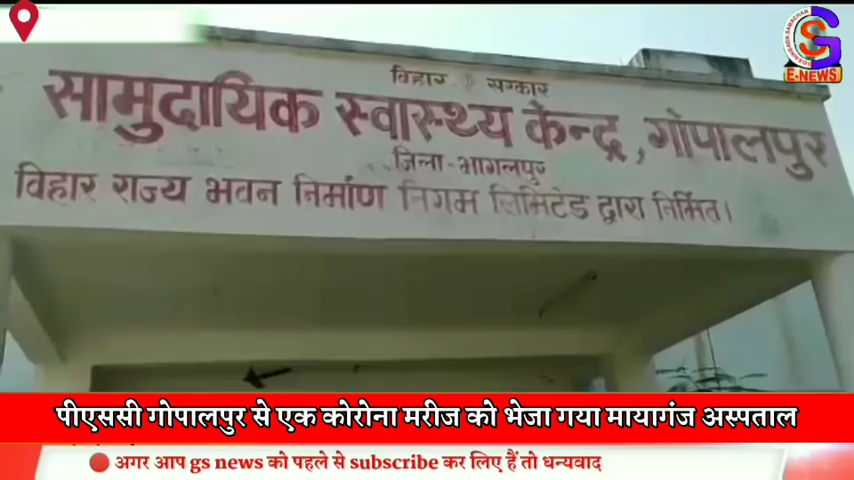 बिहार सरकार
सामुदायिक स्वास्थ्य केन्द्र, गोपालपुर
जिला-भागलपुर
विहार राज्य भवन निर्माण निगम लिमिटेड द्वारा निर्मित।
पीएससी गोपालपुर से एक कोरोना मरीज को भेजा गया मायागंज अस्पताल
अगर आप gs news को पहले से subscribe कर लिए हैं तो धन्यवाद
E-NEWS